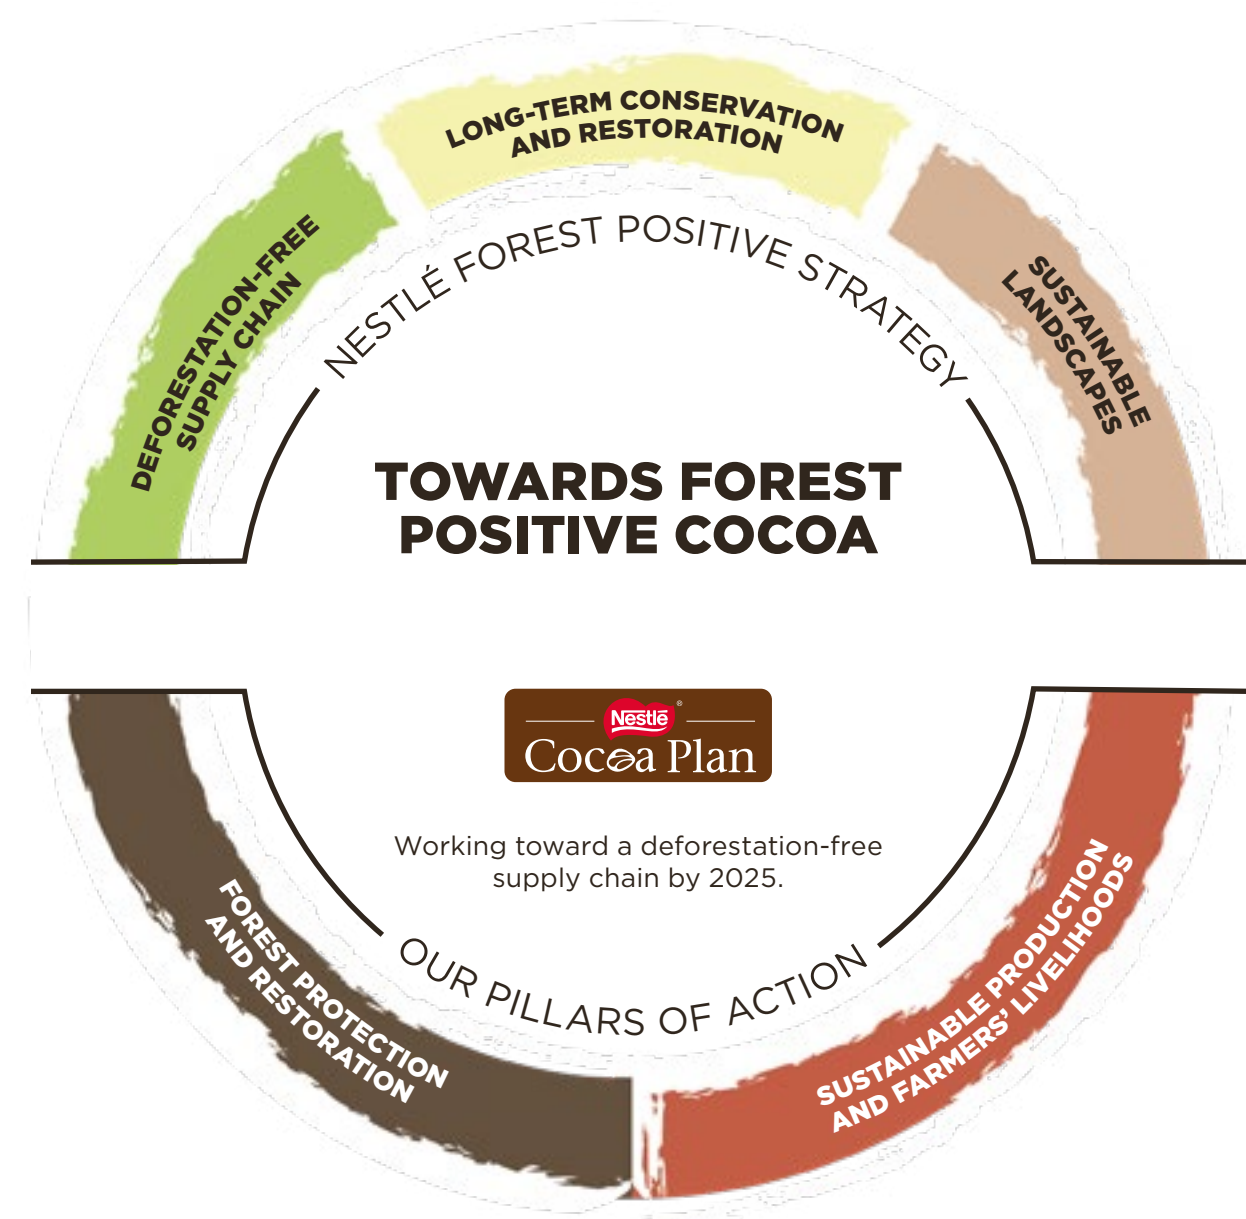 LONG-TERM CONSERVATION
AND RESTORATION
DEFORESTATION-FREE
SUPPLY CHAIN
SUSTAINABLE
LANDSCAPES
NESTLÉ FOREST POSITIVE STRATEGY
TOWARDS FOREST
POSITIVE COCOA
Nestlé®
Cocoa Plan
Working toward a deforestation-free
supply chain by 2025.
OUR PILLARS OF ACTION
FOREST PROTECTION
AND RESTORATION
SUSTAINABLE PRODUCTION
AND FARMERS’ LIVELIHOODS